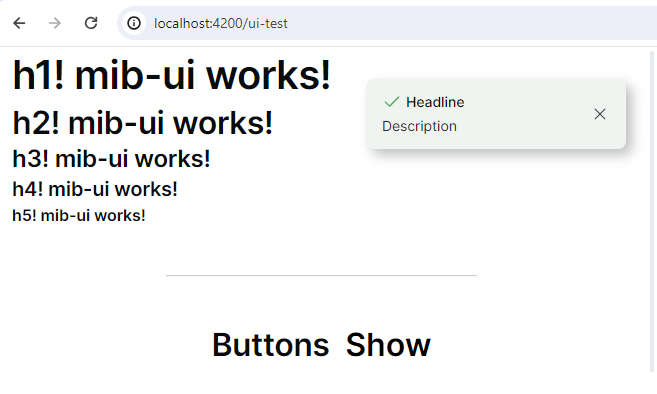 localhost:4200/ui-test
h1! mib-ui works!
h2! mib-ui works!
h3! mib-ui works!
h4! mib-ui works!
h5! mib-ui works!
Headline
Description
Buttons Show